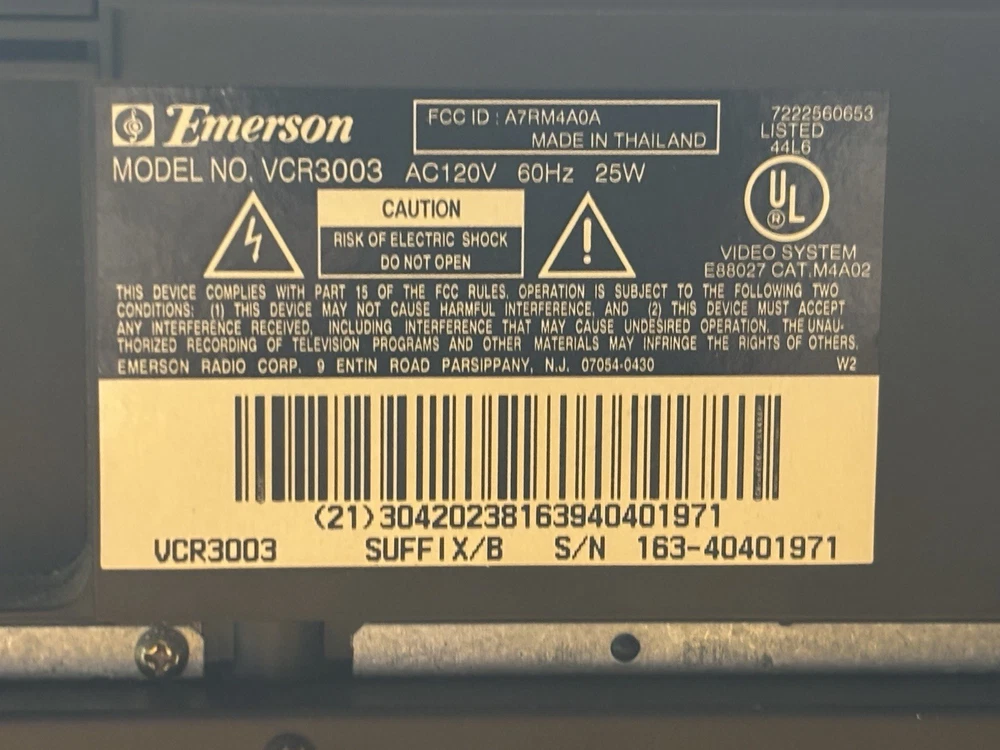 Emerson
FCC ID : A7RM4A0A
MADE IN THAILAND
7222560653
LISTED
44L6
MODEL NO. VCR3003 AC120V 60Hz 25W
UL
®
CAUTION
RISK OF ELECTRIC SHOCK
DO NOT OPEN
!
VIDEO SYSTEM
E88027 CAT.M4A02
THIS DEVICE COMPLIES WITH PART 15 OF THE FCC RULES. OPERATION IS SUBJECT TO THE FOLLOWING TWO
CONDITIONS: (1) THIS DEVICE MAY NOT CAUSE HARMFUL INTERFERENCE, AND (2) THIS DEVICE MUST ACCEPT
ANY INTERFERENCE RECEIVED, INCLUDING INTERFERENCE THAT MAY CAUSE UNDESIRED OPERATION. THE UNAU-
THORIZED RECORDING OF TELEVISION PROGRAMS AND OTHER MATERIALS MAY INFRINGE THE RIGHTS OF OTHERS.
EMERSON RADIO CORP. 9 ENTIN ROAD PARSIPPANY, N.J. 07054-0430 W2
(21)30420238163940401971
VCR3003 SUFFIX/B S/N 163-40401971